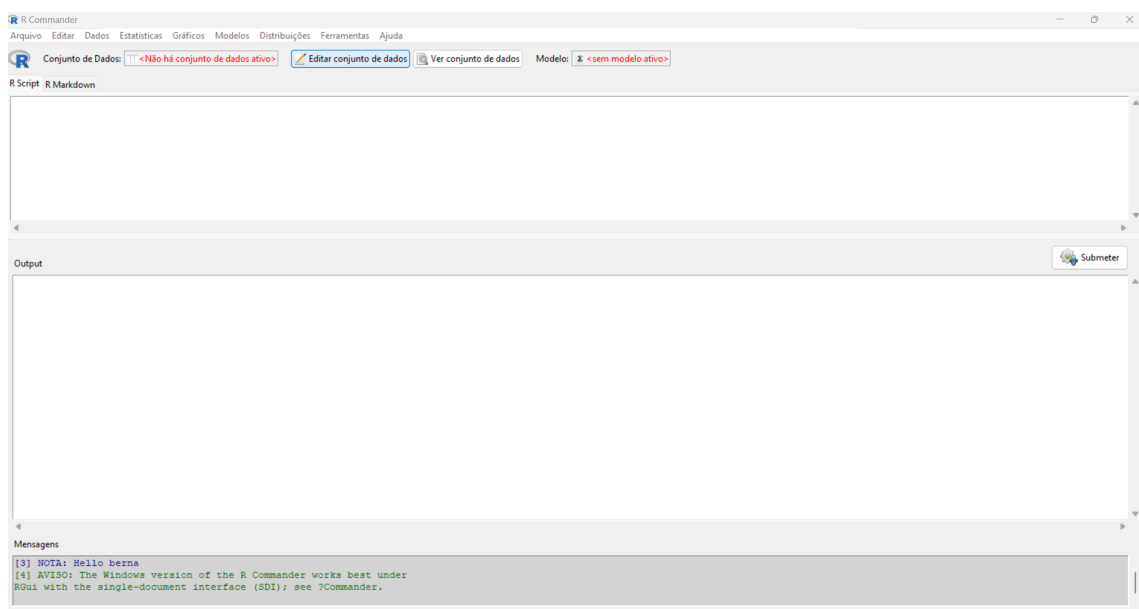 R Commander
Arquivo Editar Dados Estatísticas Gráficos Modelos Distribuições Ferramentas Ajuda
R Conjunto de Dados: <Não há conjunto de dados ativo> Editar conjunto de dados Ver conjunto de dados Modelo: Σ <sem modelo ativo>
R Script R Markdown
Submeter
Output
Mensagens
[3] NOTA: Hello berna
[4] AVISO: The Windows version of the R Commander works best under
RGui with the single-document interface (SDI); see ?Commander.